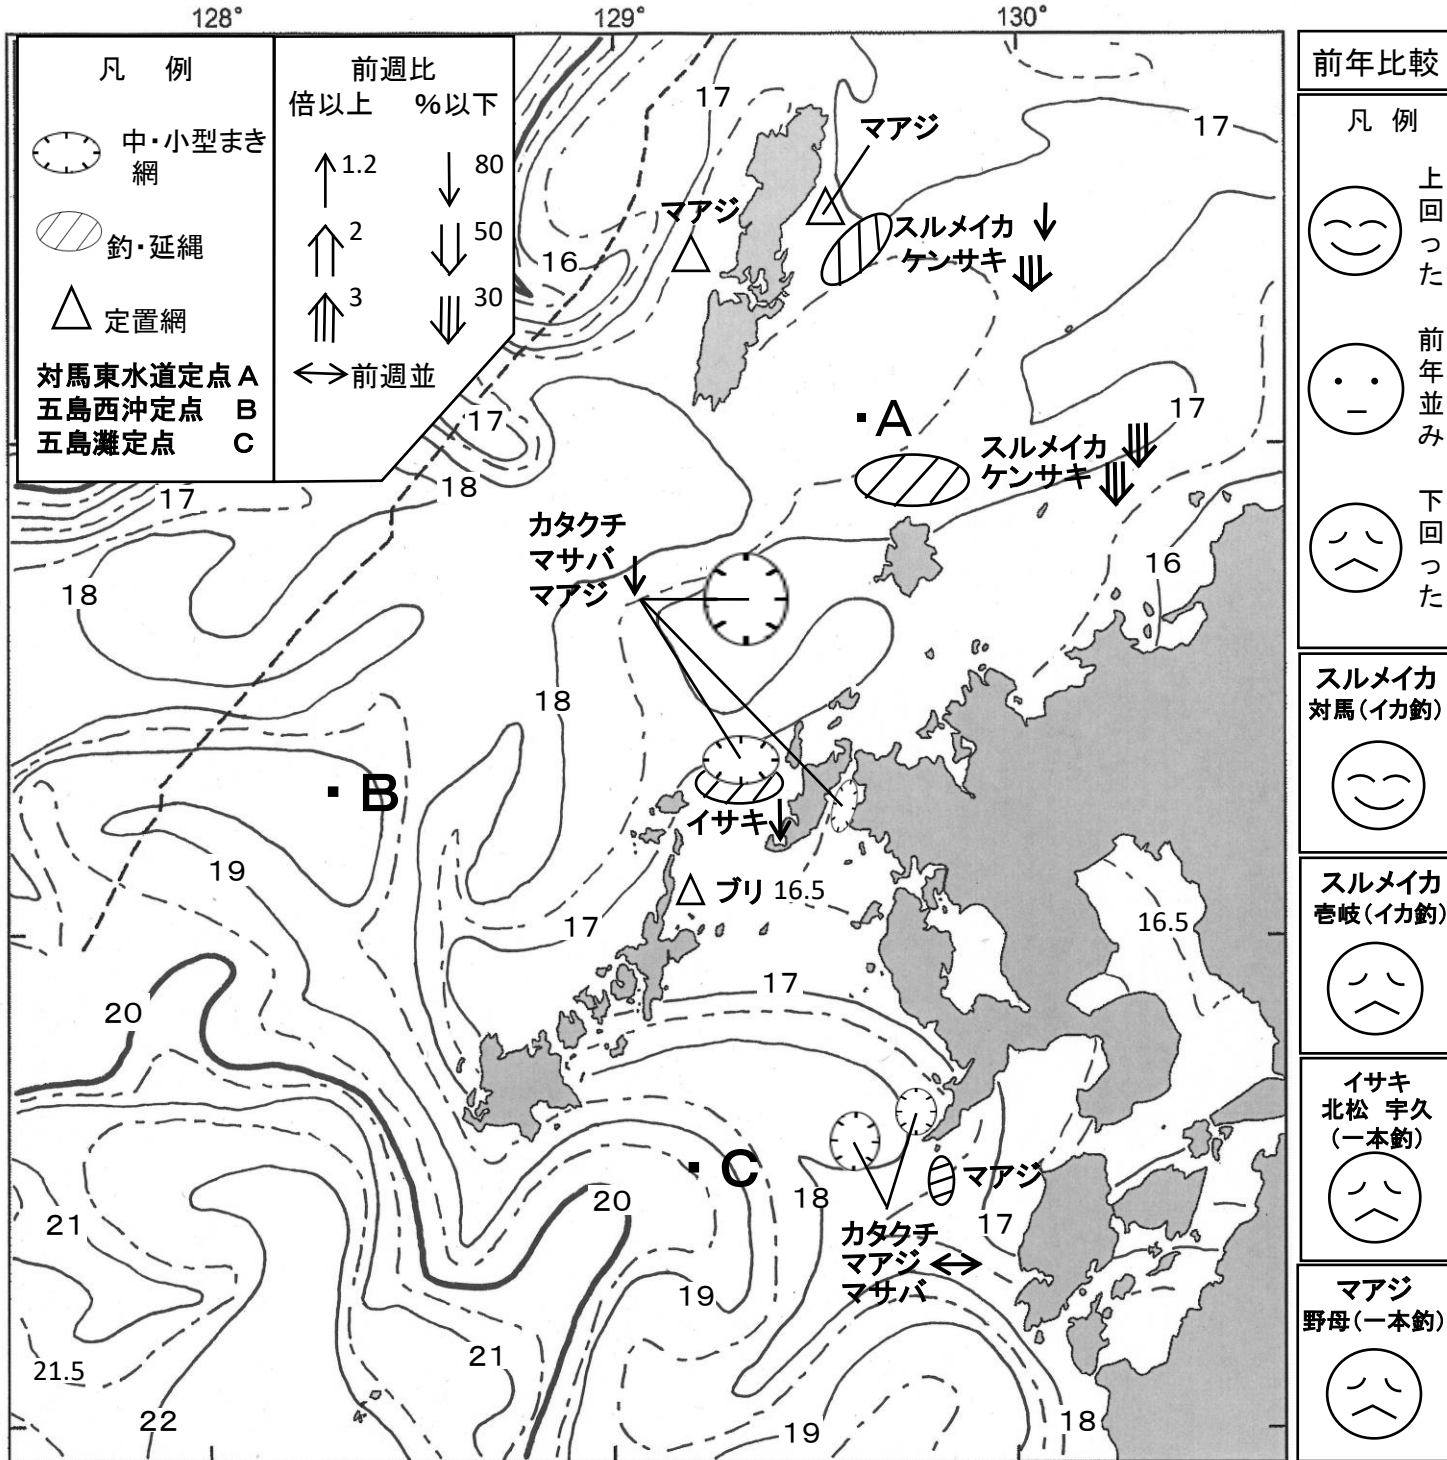 128°
129°
130°
凡 例
中・小型まき
網
釣・延縄
定置網
対馬東水道定点 A
五島西沖定点 B
五島灘定点 C
前週比
倍以上 %以下
1.2 80
2 50
3 30
前週並
17
マアジ
17
マアジ
スルメイカ
ケンサキ
16
17
17
18
17
A
スルメイカ
ケンサキ
カタクチ
マサバ
マアジ
16
18
18
B
イサキ
19
ブリ 16.5
16.5
17
17
20
C
20
18
マアジ
21
17
カタクチ
マアジ
マサバ
19
21
21.5
22
19
18
前年比較
凡 例
上回った
前年並み
下回った
スルメイカ
対馬(イカ釣)
スルメイカ
壱岐(イカ釣)
イサキ
北松 宇久
(一本釣)
マアジ
野母(一本釣)